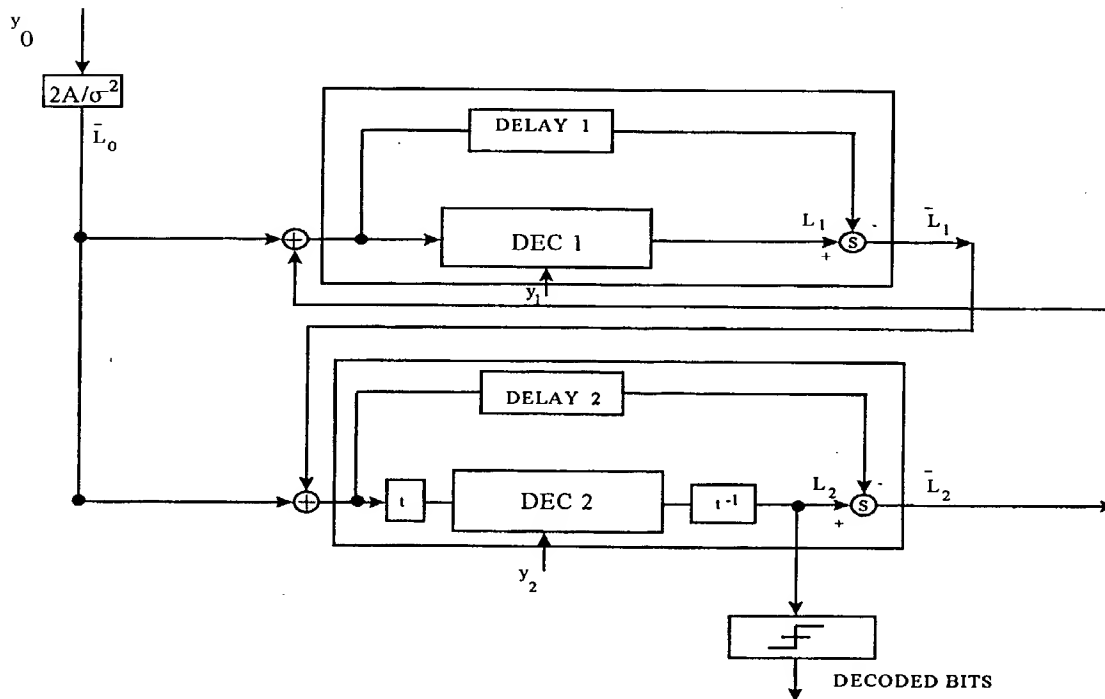 y₀
2A/σ²
L̄₀
DELAY 1
DEC 1
L₁
-
L̄₁
+
S
+
y₁
DELAY 2
+
t
DEC 2
t⁻¹
L₂
-
L̄₂
S
+
y₂
DECODED BITS